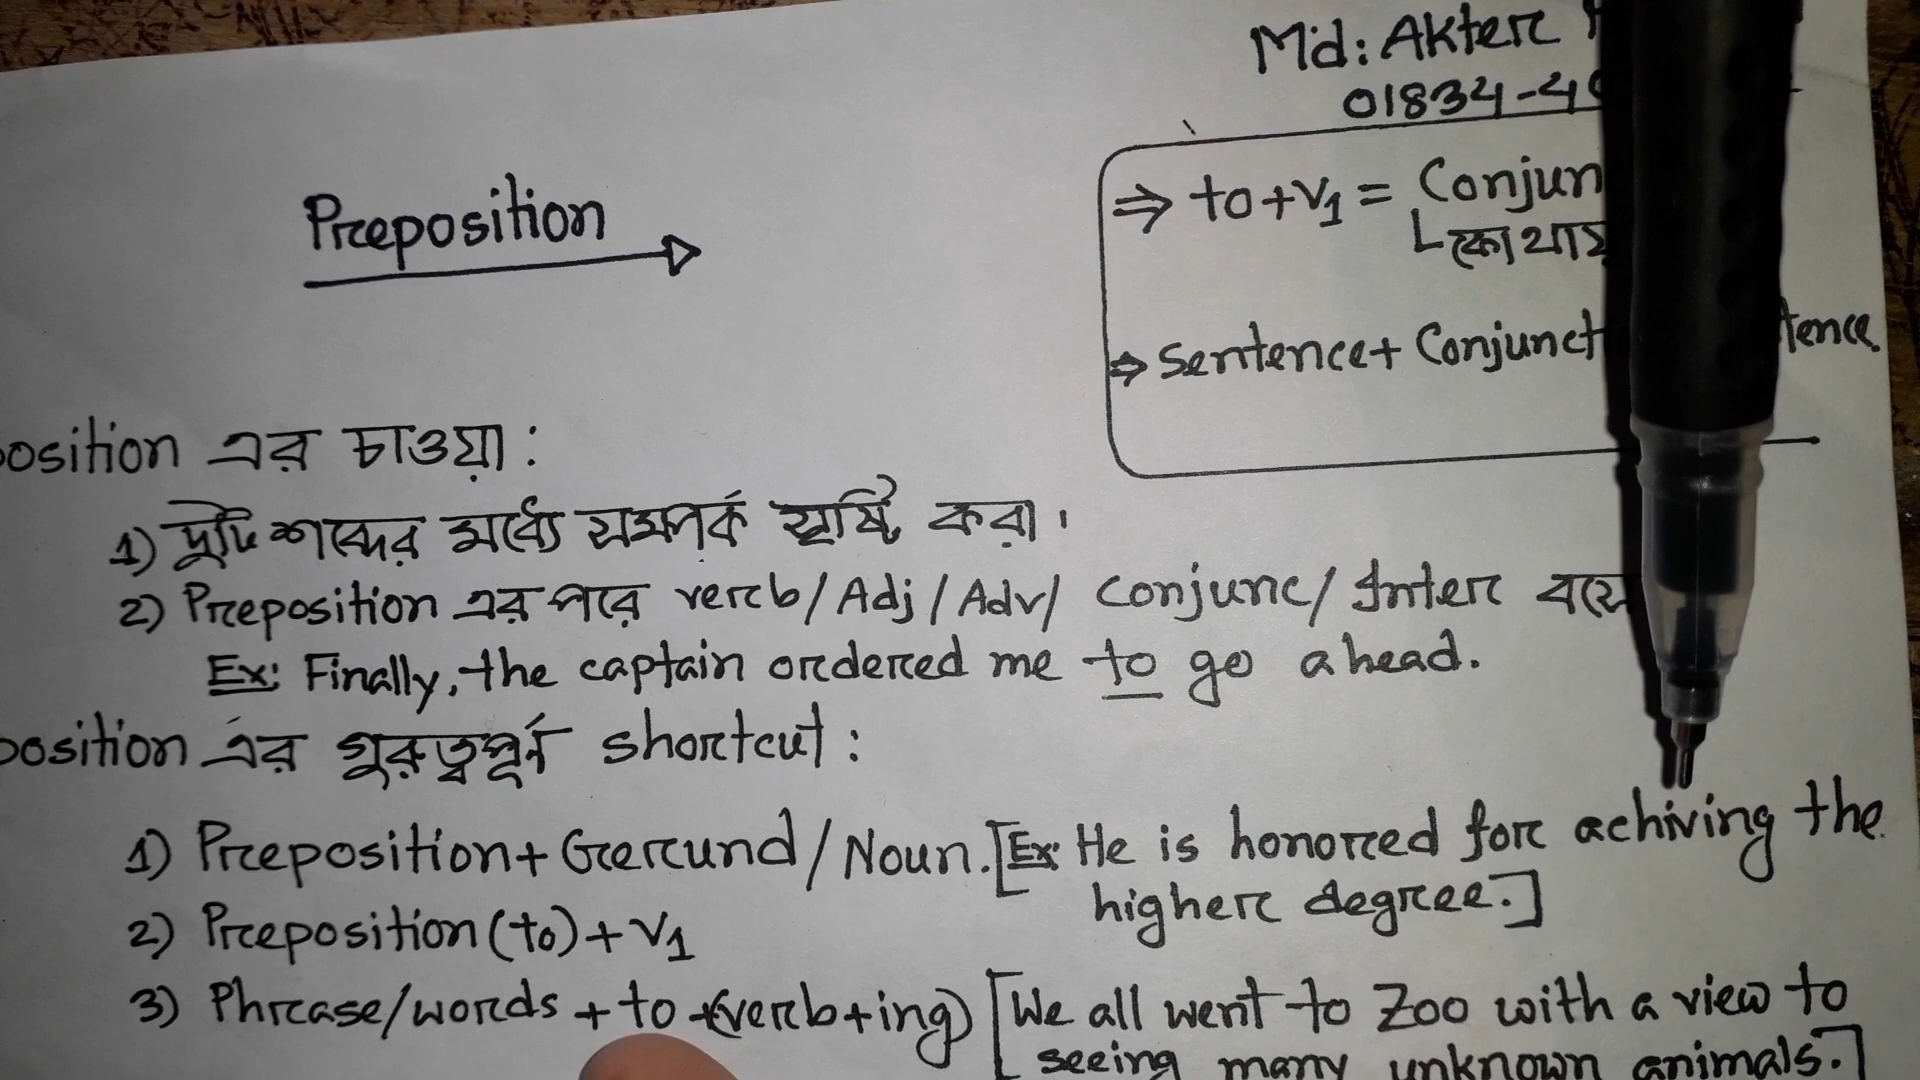 Md: Akter
01834-4
Preposition
⇒ to+V1 = Conjun
কোথায়
⇒ Sentence+ Conjunct tence.
osition এর চাওয়া :
1) দুটি শব্দের মধ্যে সম্পর্ক সৃষ্টি করা।
2) Preposition এর পরে verb/Adj/Adv/ Conjunc/ Inter বসে
Ex: Finally, the captain ordered me to go ahead.
position এর গুরুত্বপূর্ন shortcut :
1) Preposition+ Gerund/Noun. [Ex: He is honored for achiving the
higher degree.]
2) Preposition(to)+V1
3) Phrase/words + to +(verb+ing) [We all went to Zoo with a view to
seeing many unknown animals.]